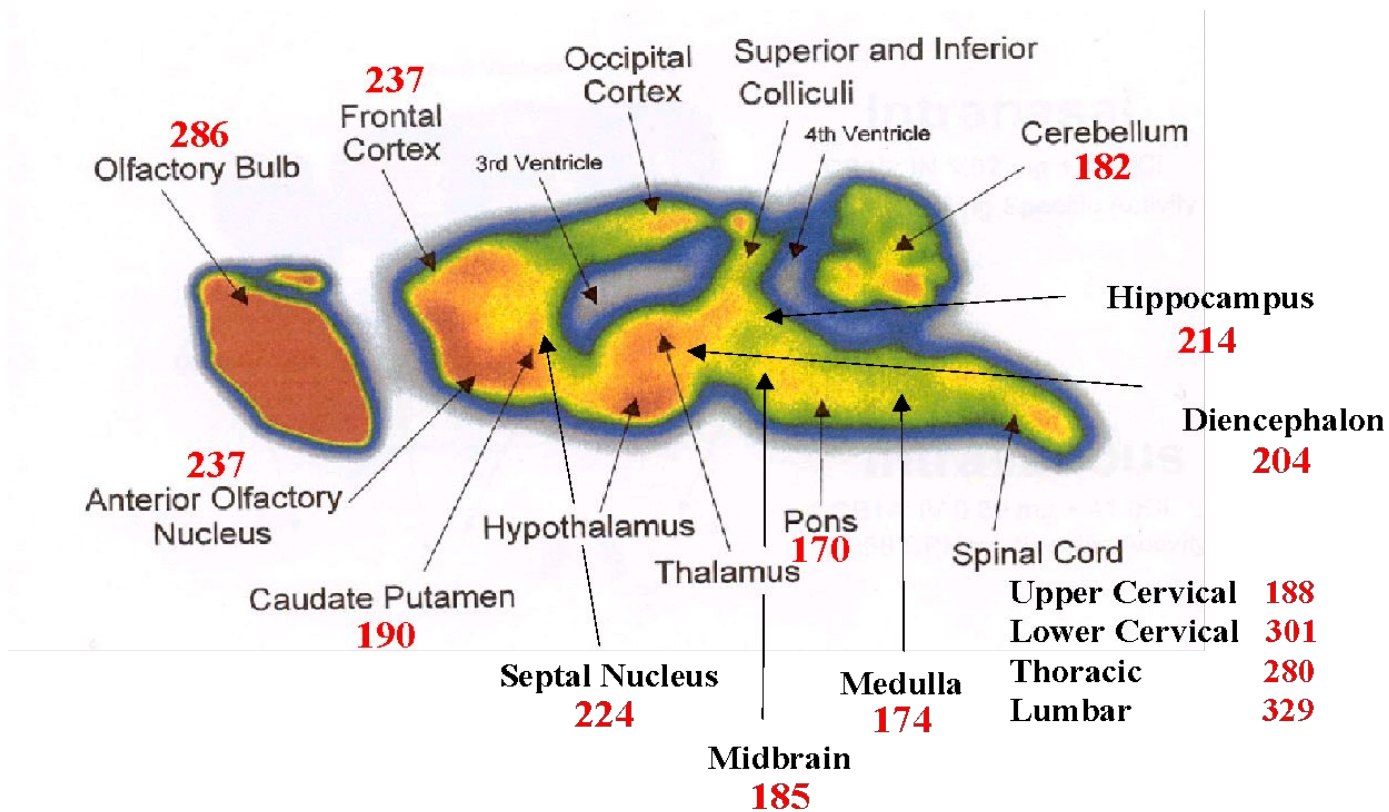 Occipital
Cortex
Superior and Inferior
Colliculi
237
Frontal
Cortex
286
Olfactory Bulb
3rd Ventricle
4th Ventricle
Cerebellum
182
Hippocampus
214
Diencephalon
204
237
Anterior Olfactory
Nucleus
Hypothalamus
Pons
170
Thalamus
Spinal Cord
Caudate Putamen
190
Upper Cervical 188
Lower Cervical 301
Thoracic 280
Lumbar 329
Septal Nucleus
224
Medulla
174
Midbrain
185